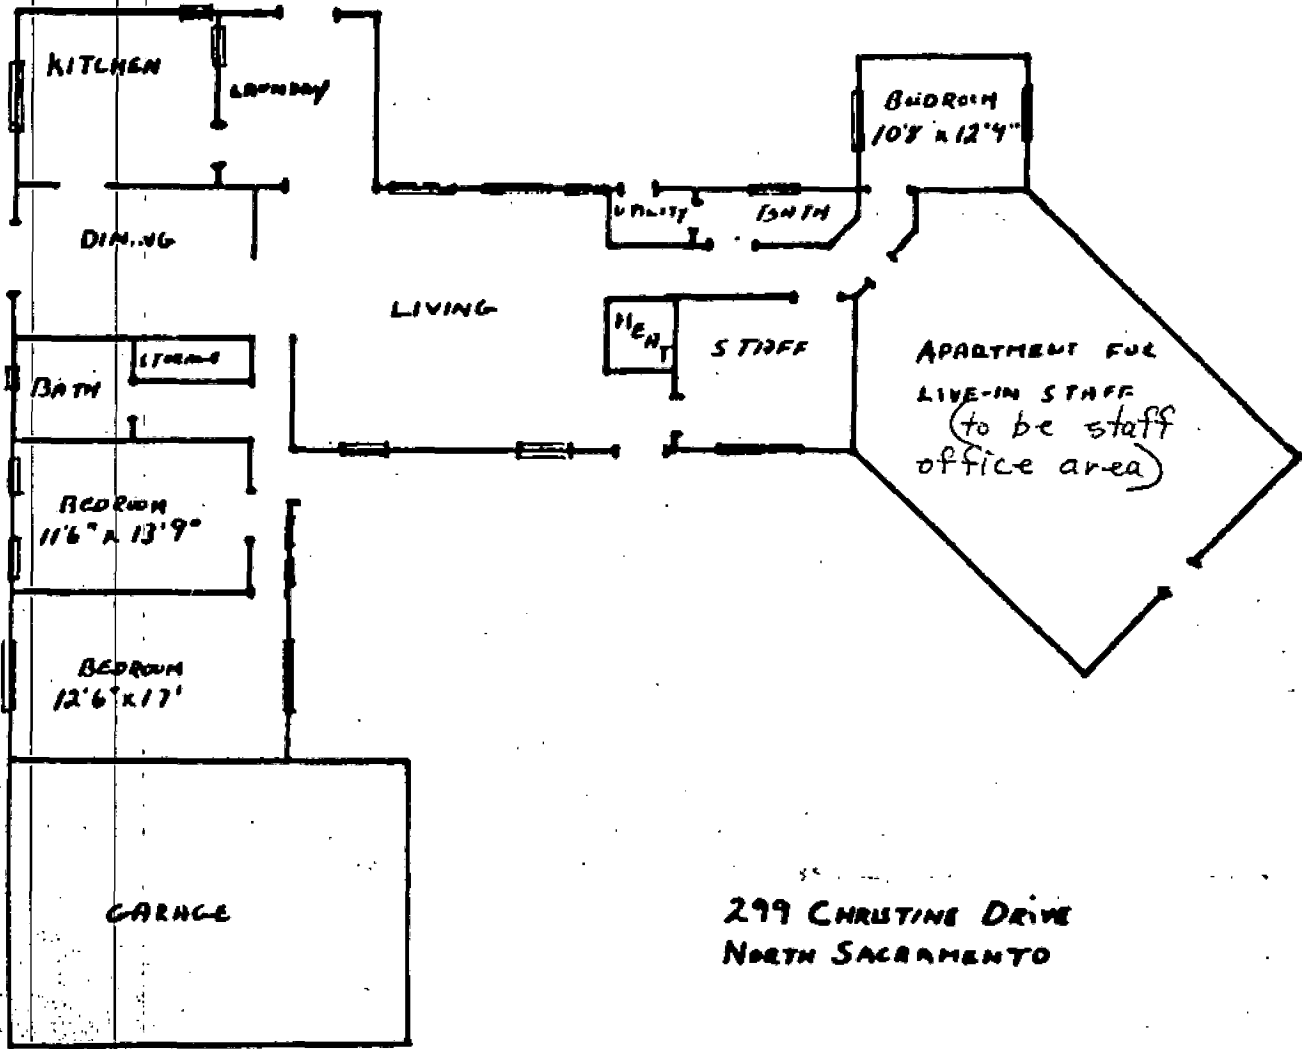 KITCHEN
LAUNDRY
BEDROOM
10'8" x 12'4"
UTILITY
BATH
DINING
LIVING
HEAT
STAFF
APARTMENT FOR
LIVE-IN STAFF
(to be staff
office area)
STORAGE
BATH
BEDROOM
11'6" x 13'9"
BEDROOM
12'6" x 17'
GARAGE
299 CHRISTINE DRIVE
NORTH SACRAMENTO